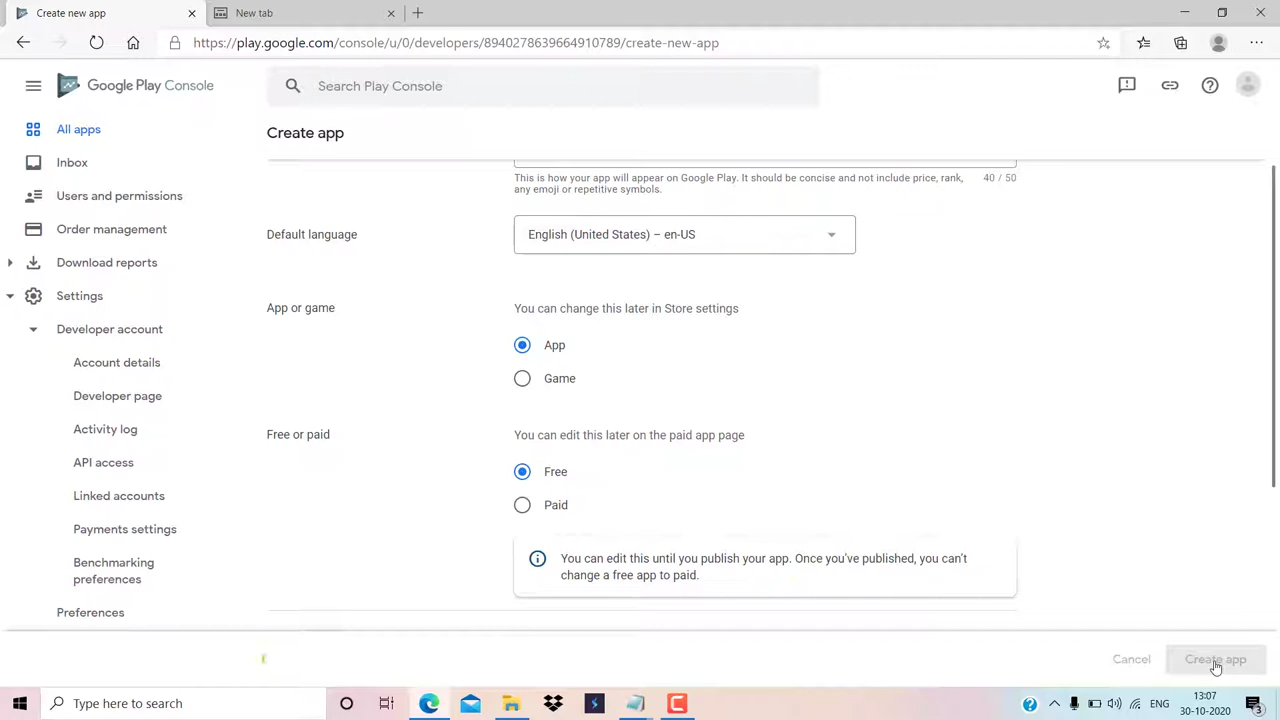 Create new app
New tab
https://play.google.com/console/u/0/developers/8940278639664910789/create-new-app
Google Play Console
Search Play Console
All apps
Inbox
Users and permissions
Order management
Download reports
Settings
Developer account
Account details
Developer page
Activity log
API access
Linked accounts
Payments settings
Benchmarking
preferences
Preferences
Create app
This is how your app will appear on Google Play. It should be concise and not include price, rank, 40 / 50
any emoji or repetitive symbols.
Default language
English (United States) – en-US
App or game
You can change this later in Store settings
App
Game
Free or paid
You can edit this later on the paid app page
Free
Paid
You can edit this until you publish your app. Once you've published, you can't
change a free app to paid.
Cancel
Create app
Type here to search
ENG
13:07
30-10-2020
3